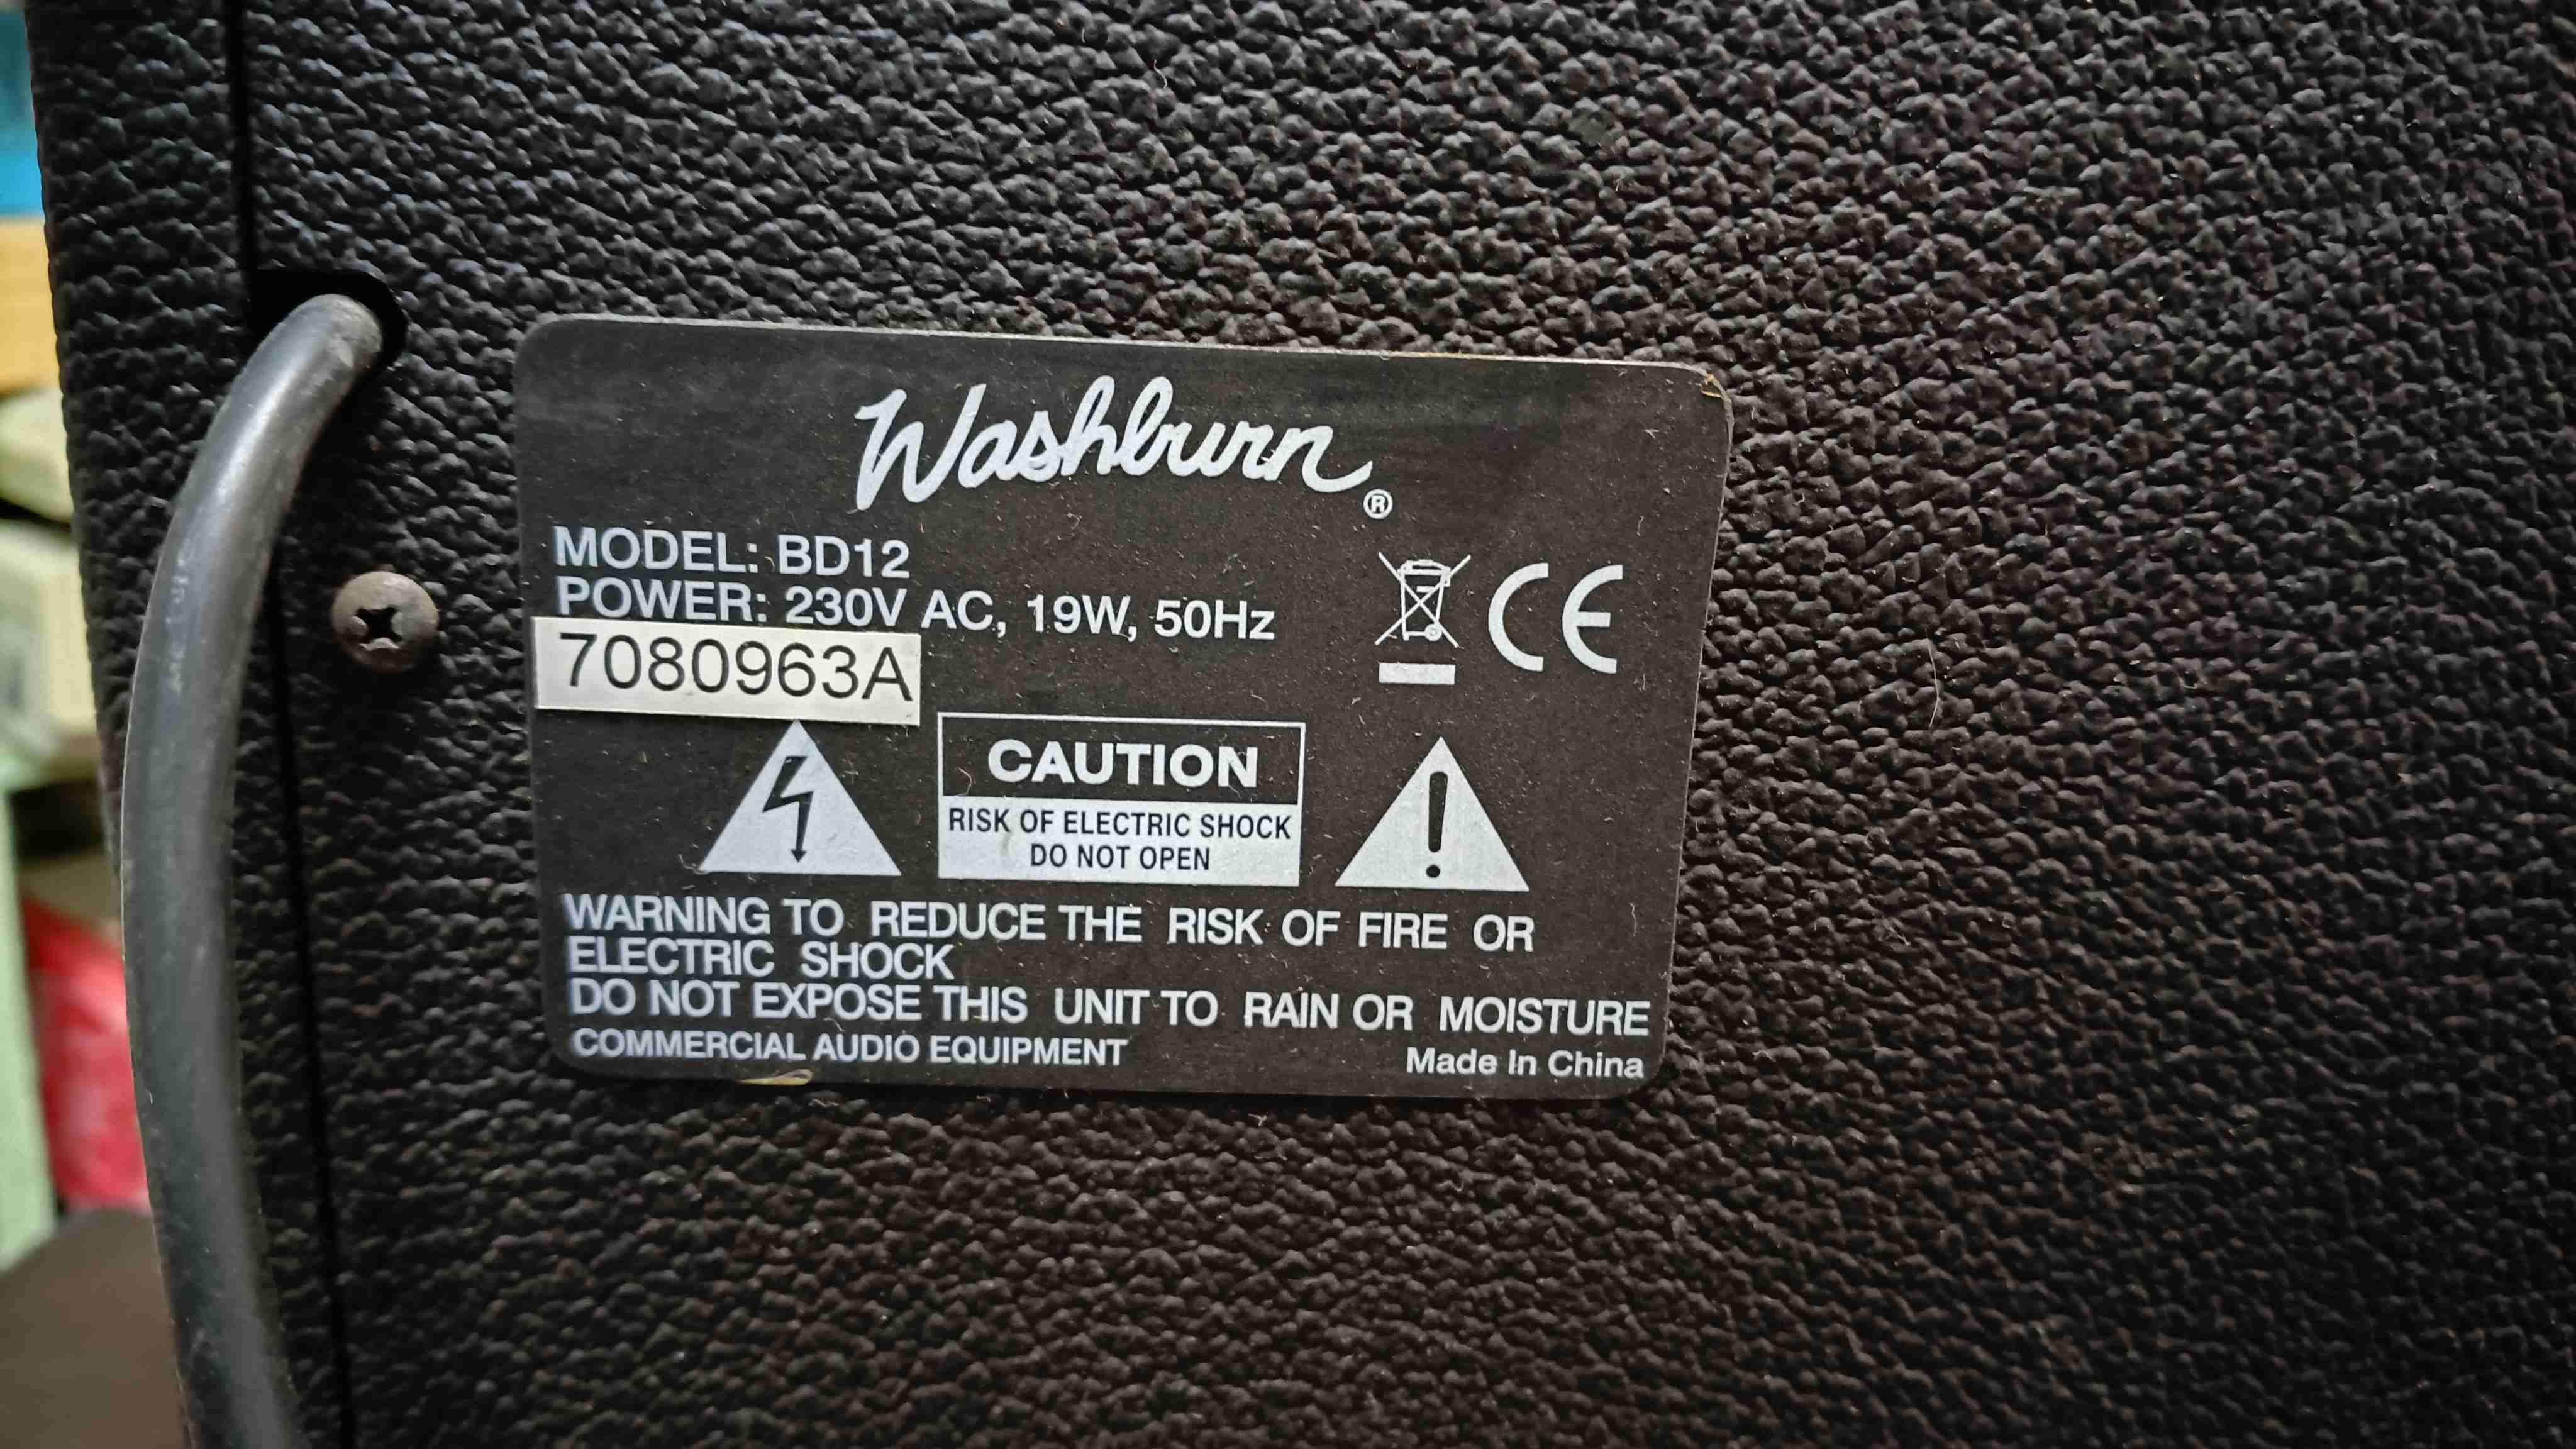 Washburn®
MODEL: BD12
POWER: 230V AC, 19W, 50Hz
7080963A
CE
CAUTION
RISK OF ELECTRIC SHOCK
DO NOT OPEN
WARNING TO REDUCE THE RISK OF FIRE OR
ELECTRIC SHOCK
DO NOT EXPOSE THIS UNIT TO RAIN OR MOISTURE
COMMERCIAL AUDIO EQUIPMENT
Made In China